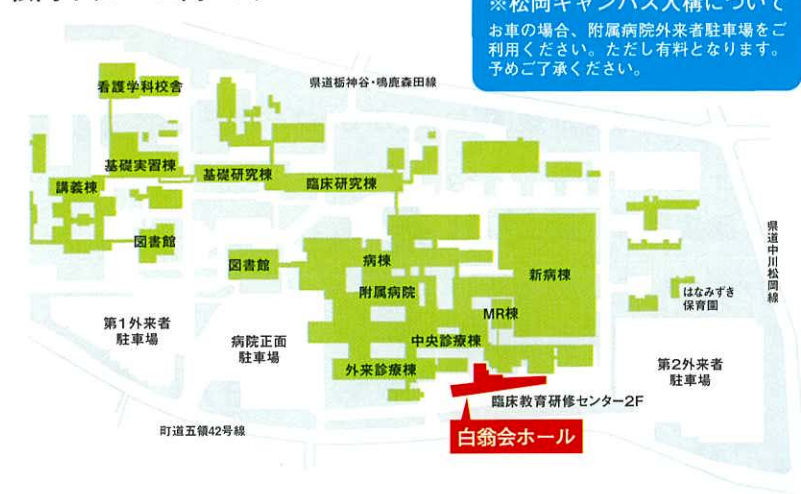 ※松岡キャンパス入構について
お車の場合、附属病院外来者駐車場をご
利用ください。ただし有料となります。
予めご了承ください。
県道栃神谷・鳴鹿森田線
看護学科校舎
基礎実習棟
基礎研究棟
臨床研究棟
講義棟
図書館
図書館
病棟
附属病院
新病棟
MR棟
中央診療棟
外来診療棟
県道中川松岡線
はなみずき
保育園
第1外来者
駐車場
病院正面
駐車場
第2外来者
駐車場
臨床教育研修センター2F
白翁会ホール
町道五領42号線